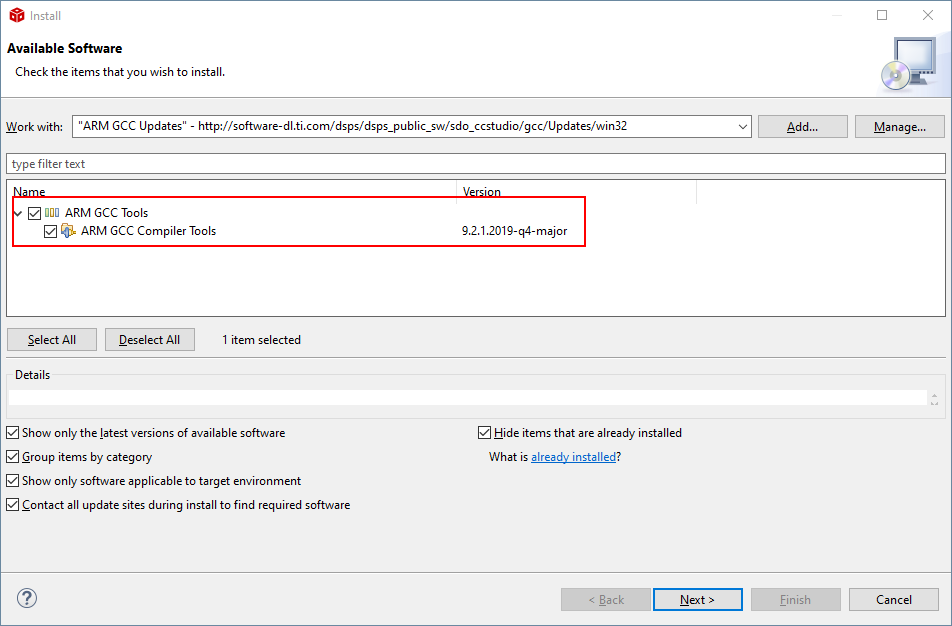 Install
Available Software
Check the items that you wish to install.
Work with: "ARM GCC Updates" - http://software-dl.ti.com/dsps/dsps_public_sw/sdo_ccstudio/gcc/Updates/win32 Add... Manage...
type filter text
Name Version
ARM GCC Tools
ARM GCC Compiler Tools 9.2.1.2019-q4-major
Select All Deselect All 1 item selected
Details
Show only the latest versions of available software Hide items that are already installed
Group items by category What is already installed?
Show only software applicable to target environment
Contact all update sites during install to find required software
? < Back Next > Finish Cancel